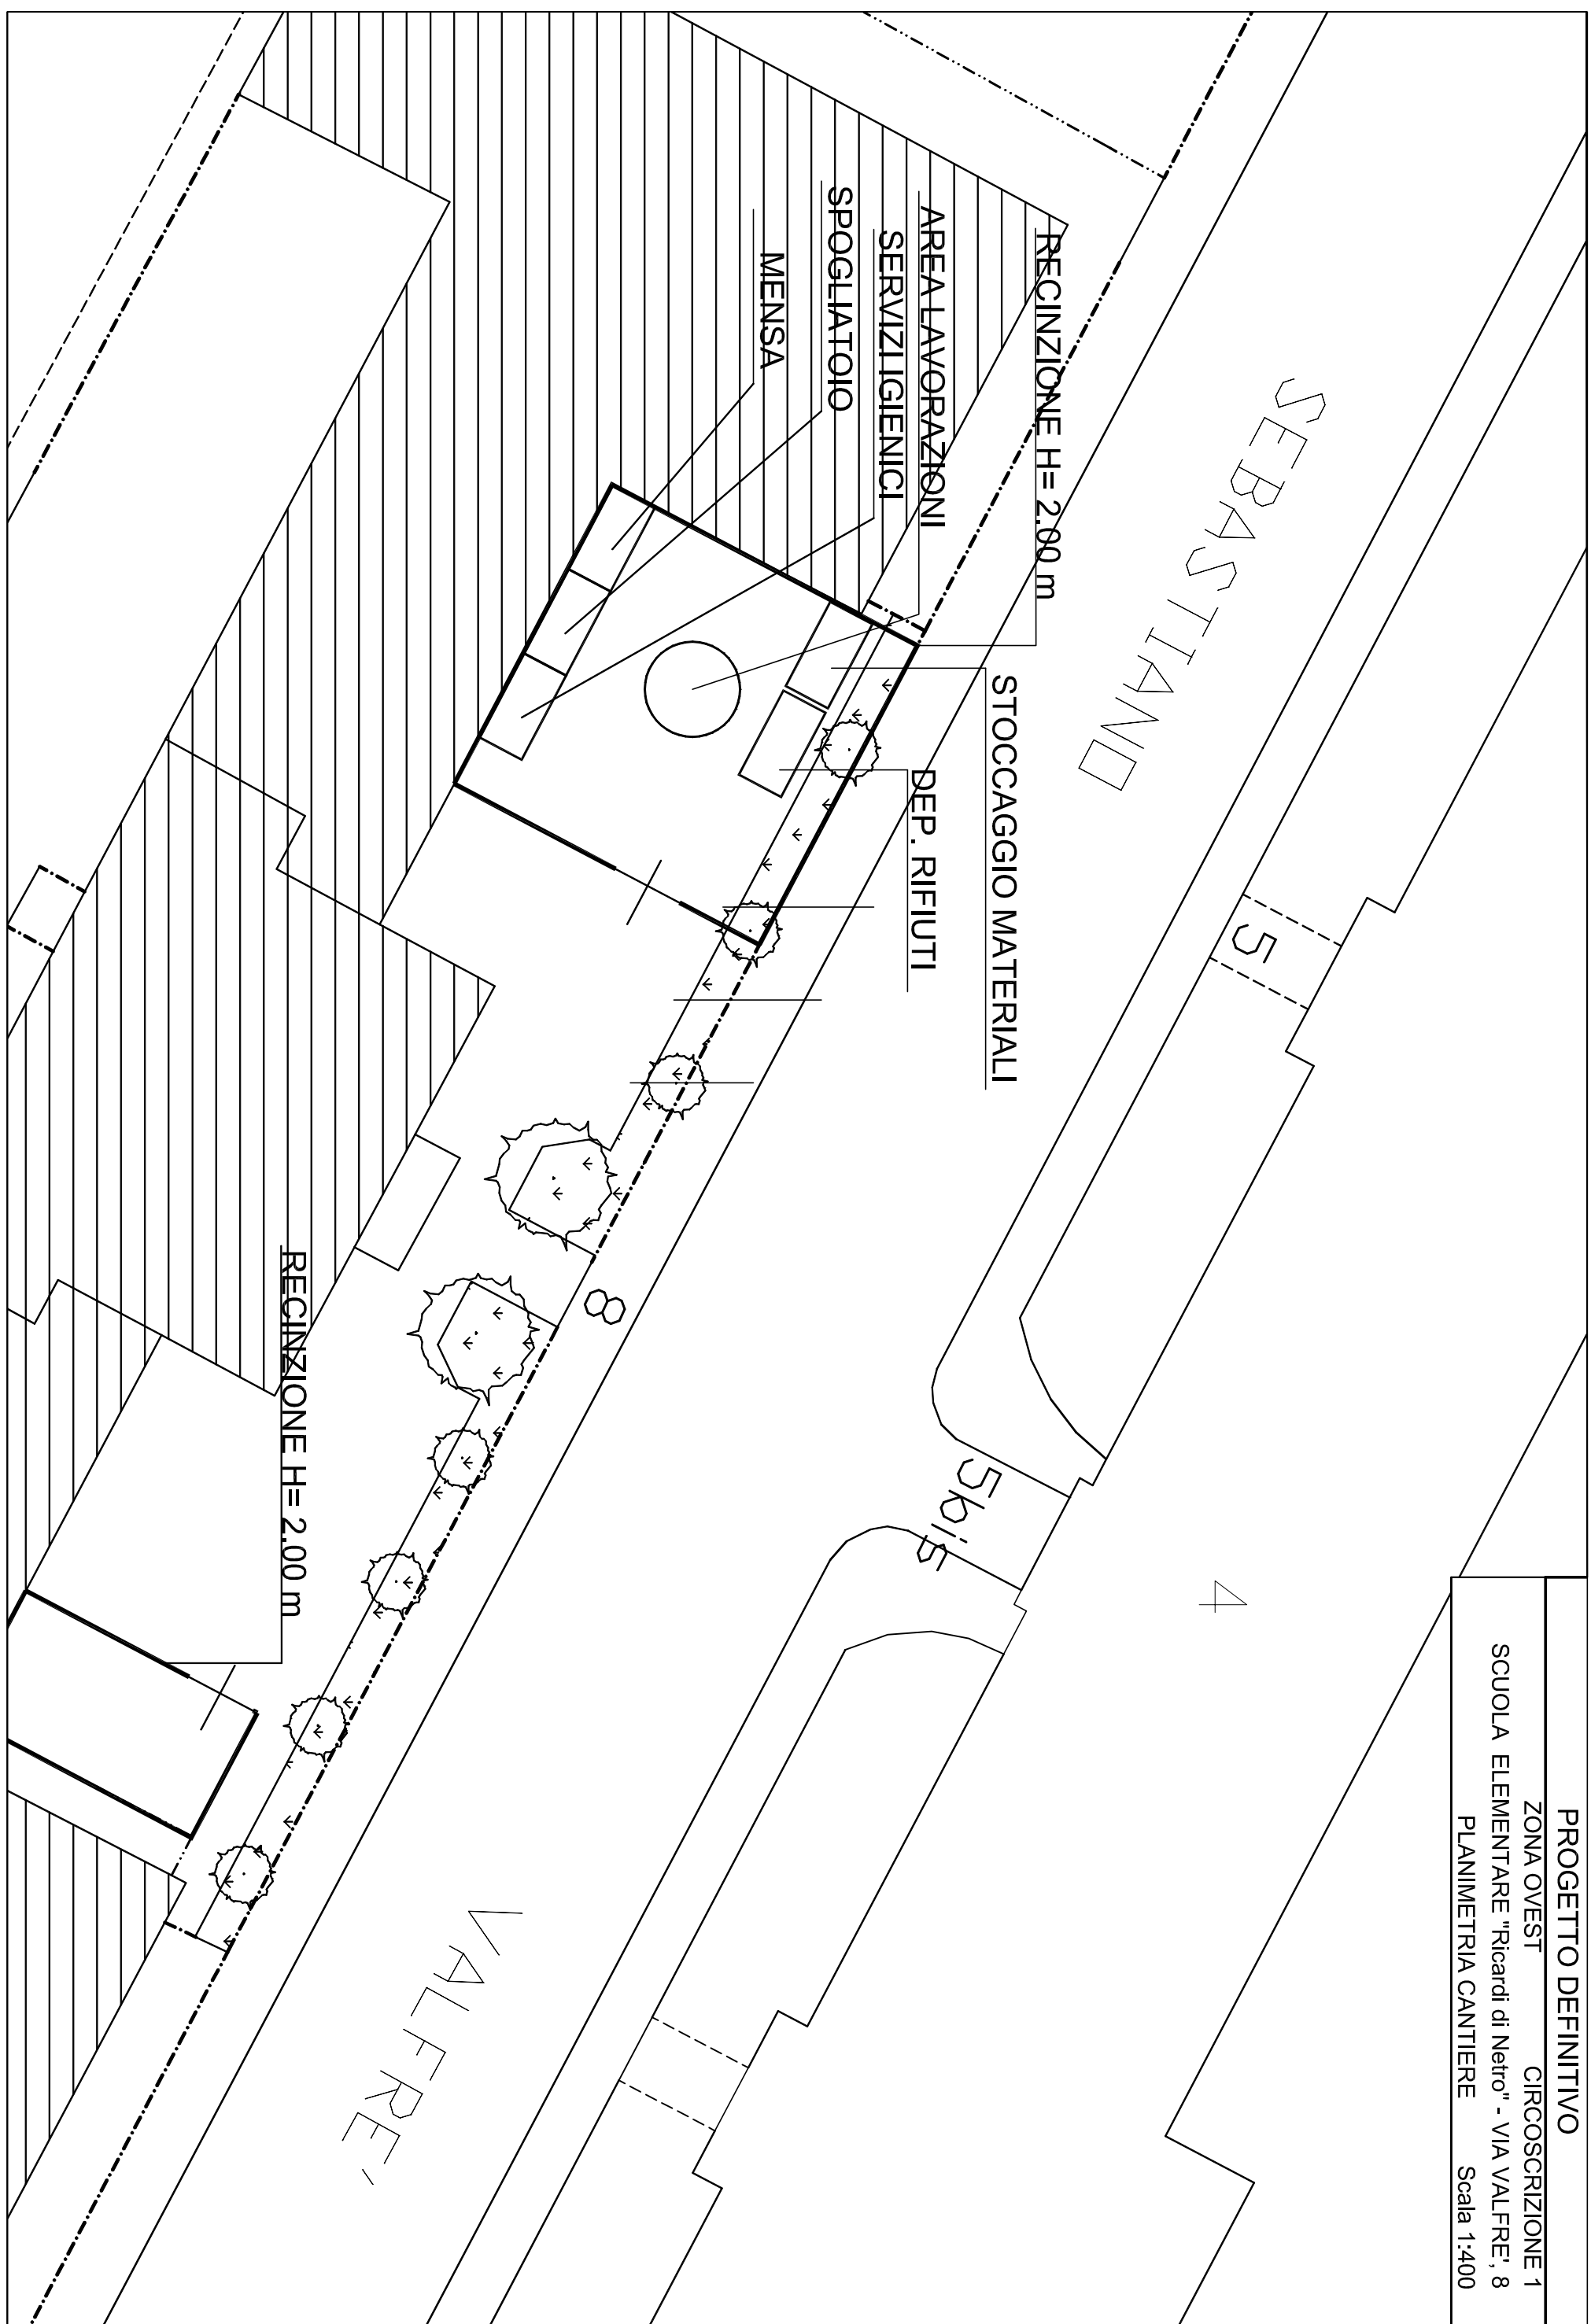 PROGETTO DEFINITIVO
ZONA OVEST CIRCOSCRIZIONE 1
SCUOLA ELEMENTARE "Ricardi di Netro" - VIA VALFRE', 8
PLANIMETRIA CANTIERE Scala 1:400
SEBASTIANO
VALFRE'
5
5bis
4
8
RECINZIONE H= 2.00 m
STOCCAGGIO MATERIALI
AREA LAVORAZIONI
DEP. RIFIUTI
SERVIZI IGIENICI
SPOGLIATOIO
MENSA
RECINZIONE H= 2.00 m